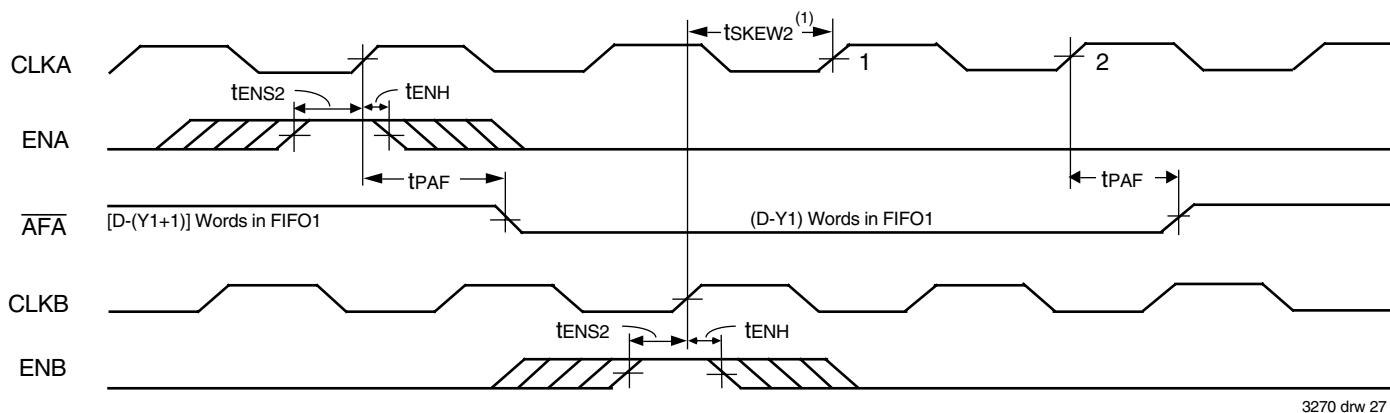 tSKEW2 (1)
CLKA 1 2
tENS2 tENH
ENA
tPAF tPAF
AFA [D-(Y1+1)] Words in FIFO1 (D-Y1) Words in FIFO1
CLKB
tENS2 tENH
ENB
3270 drw 27